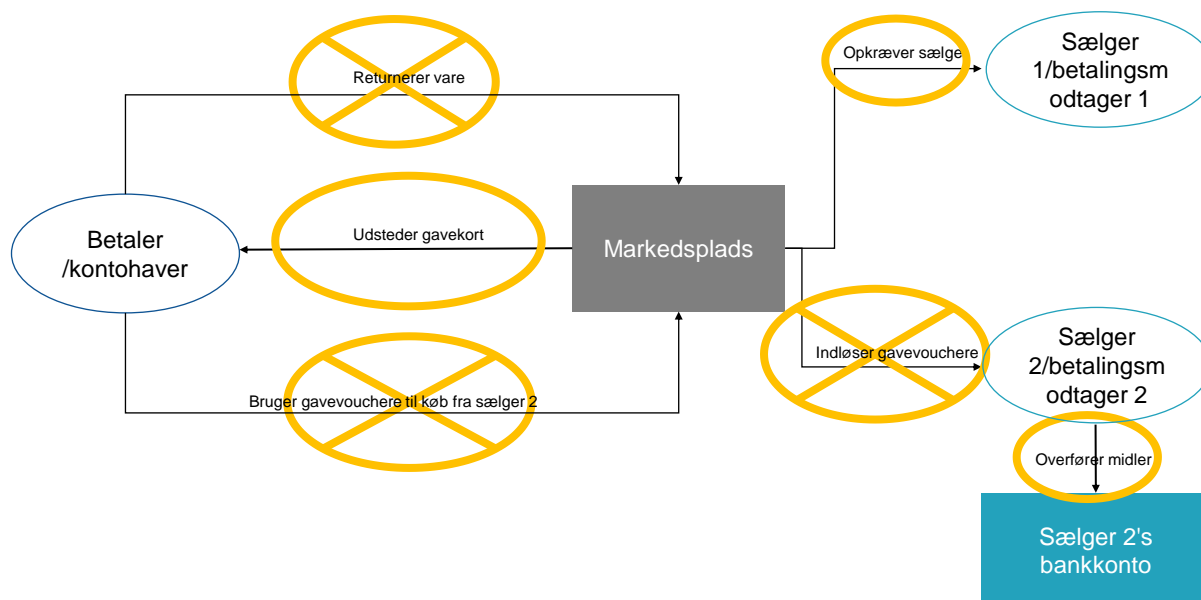 Returnerer vare
Opkræver sælge
Sælger
1/betalingsm
odtager 1
Betaler
/kontohaver
Udsteder gavekort
Markedsplads
Indløser gavevouchere
Sælger
2/betalingsm
odtager 2
Bruger gavevouchere til køb fra sælger 2
Overfører midler
Sælger 2's
bankkonto